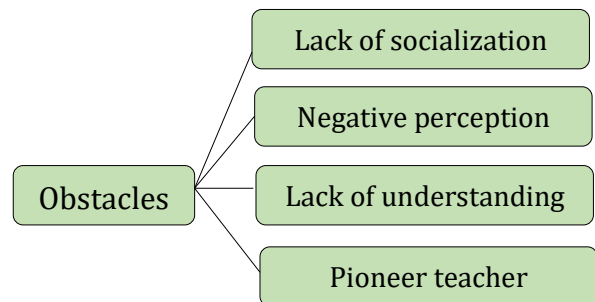 Lack of socialization
Negative perception
Obstacles
Lack of understanding
Pioneer teacher